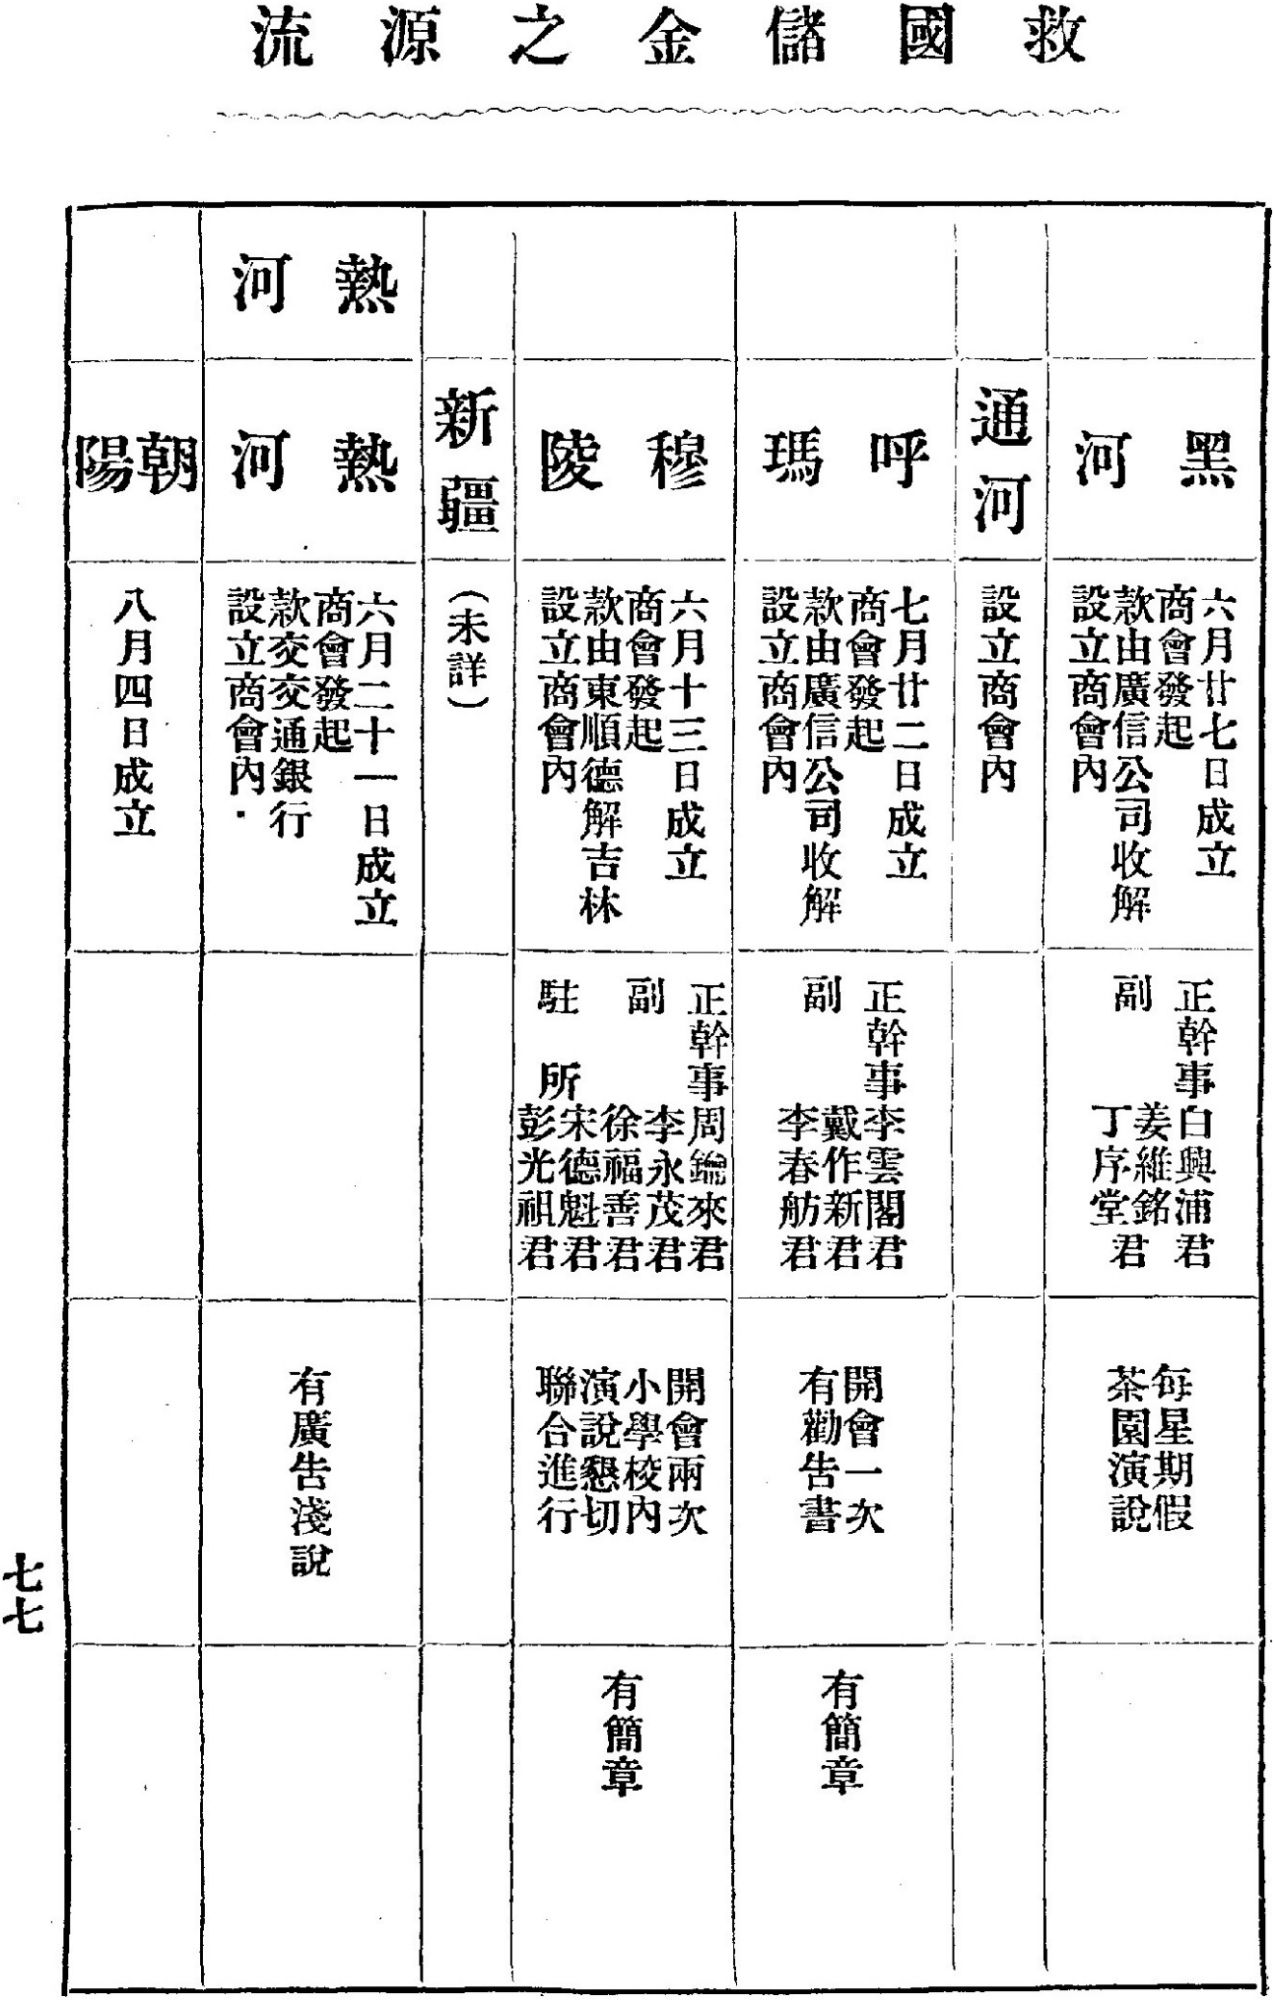 救國儲金之源流
黑河
六月廿七日成立
商會發起
款由廣信公司收解
設立商會內
正幹事白興浦君
副 姜維銘
丁序堂君
每星期假
茶園演說
通河
設立商會內
呼瑪
七月廿二日成立
商會發起
款由廣信公司收解
設立商會內
正幹事李雲閣君
副 戴作新君
李春舫君
開會一次
有勸告書
有簡章
穆陵
六月十三日成立
商會發起
款由東順德解吉林
設立商會內
正幹事周鑰來君
副 李永茂君
徐福善君
駐所宋德魁君
彭光祖君
開會兩次
小學校內
演說懇切
聯合進行
有簡章
新疆
（未詳）
熱河
熱河
六月二十一日成立
商會發起
款交交通銀行
設立商會內
有廣告淺說
朝陽
八月四日成立
七七